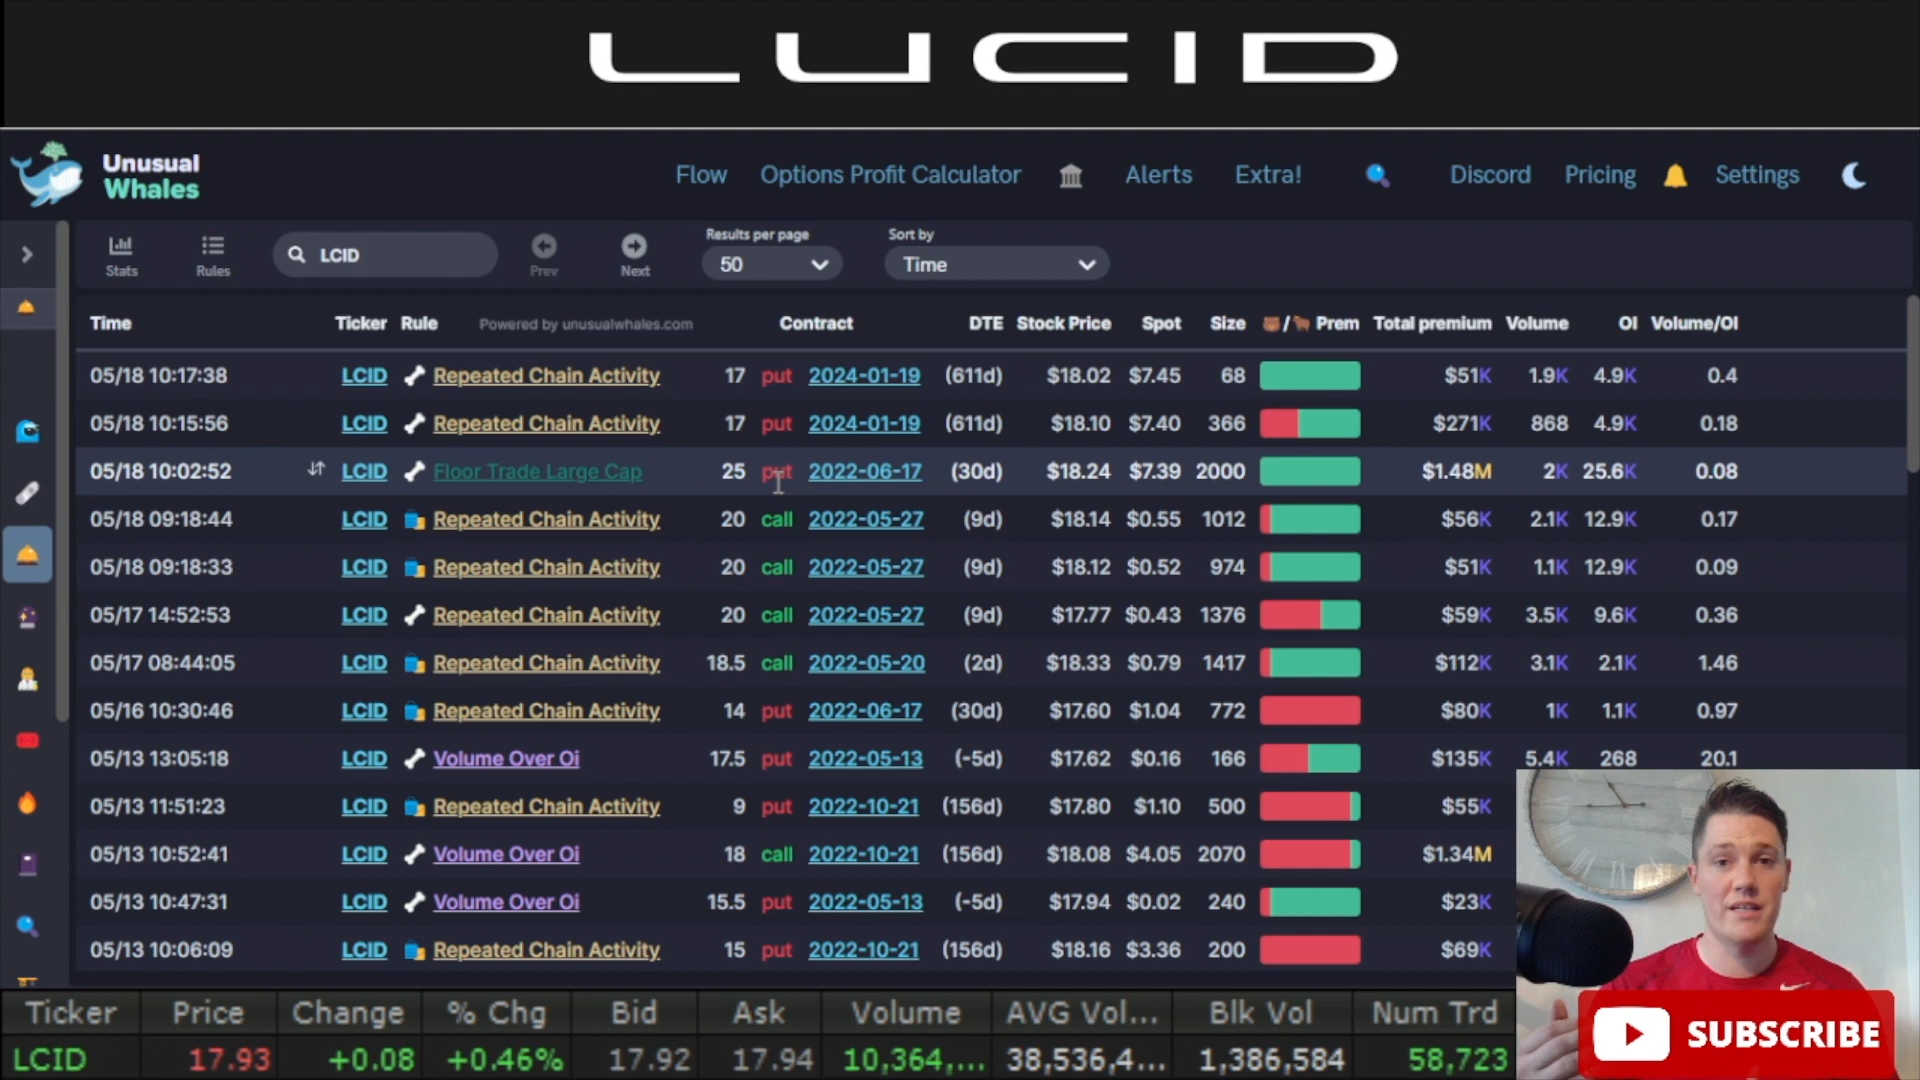 LUCID
Unusual
Whales
Flow Options Profit Calculator Alerts Extra! Discord Pricing Settings
Stats Rules LCID Prev Next Results per page 50 Sort by Time
Time Ticker Rule Powered by unusualwhales.com Contract DTE Stock Price Spot Size / Prem Total premium Volume OI Volume/OI
05/18 10:17:38 LCID Repeated Chain Activity 17 put 2024-01-19 (611d) $18.02 $7.45 68 $51K 1.9K 4.9K 0.4
05/18 10:15:56 LCID Repeated Chain Activity 17 put 2024-01-19 (611d) $18.10 $7.40 366 $271K 868 4.9K 0.18
05/18 10:02:52 LCID Floor Trade Large Cap 25 put 2022-06-17 (30d) $18.24 $7.39 2000 $1.48M 2K 25.6K 0.08
05/18 09:18:44 LCID Repeated Chain Activity 20 call 2022-05-27 (9d) $18.14 $0.55 1012 $56K 2.1K 12.9K 0.17
05/18 09:18:33 LCID Repeated Chain Activity 20 call 2022-05-27 (9d) $18.12 $0.52 974 $51K 1.1K 12.9K 0.09
05/17 14:52:53 LCID Repeated Chain Activity 20 call 2022-05-27 (9d) $17.77 $0.43 1376 $59K 3.5K 9.6K 0.36
05/17 08:44:05 LCID Repeated Chain Activity 18.5 call 2022-05-20 (2d) $18.33 $0.79 1417 $112K 3.1K 2.1K 1.46
05/16 10:30:46 LCID Repeated Chain Activity 14 put 2022-06-17 (30d) $17.60 $1.04 772 $80K 1K 1.1K 0.97
05/13 13:05:18 LCID Volume Over Oi 17.5 put 2022-05-13 (-5d) $17.62 $0.16 166 $135K 5.4K 268 20.1
05/13 11:51:23 LCID Repeated Chain Activity 9 put 2022-10-21 (156d) $17.80 $1.10 500 $55K
05/13 10:52:41 LCID Volume Over Oi 18 call 2022-10-21 (156d) $18.08 $4.05 2070 $1.34M
05/13 10:47:31 LCID Volume Over Oi 15.5 put 2022-05-13 (-5d) $17.94 $0.02 240 $23K
05/13 10:06:09 LCID Repeated Chain Activity 15 put 2022-10-21 (156d) $18.16 $3.36 200 $69K
Ticker Price Change % Chg Bid Ask Volume AVG Vol... Blk Vol Num Trd
LCID 17.93 +0.08 +0.46% 17.92 17.94 10,364,... 38,536,4... 1,386,584 58,723
SUBSCRIBE